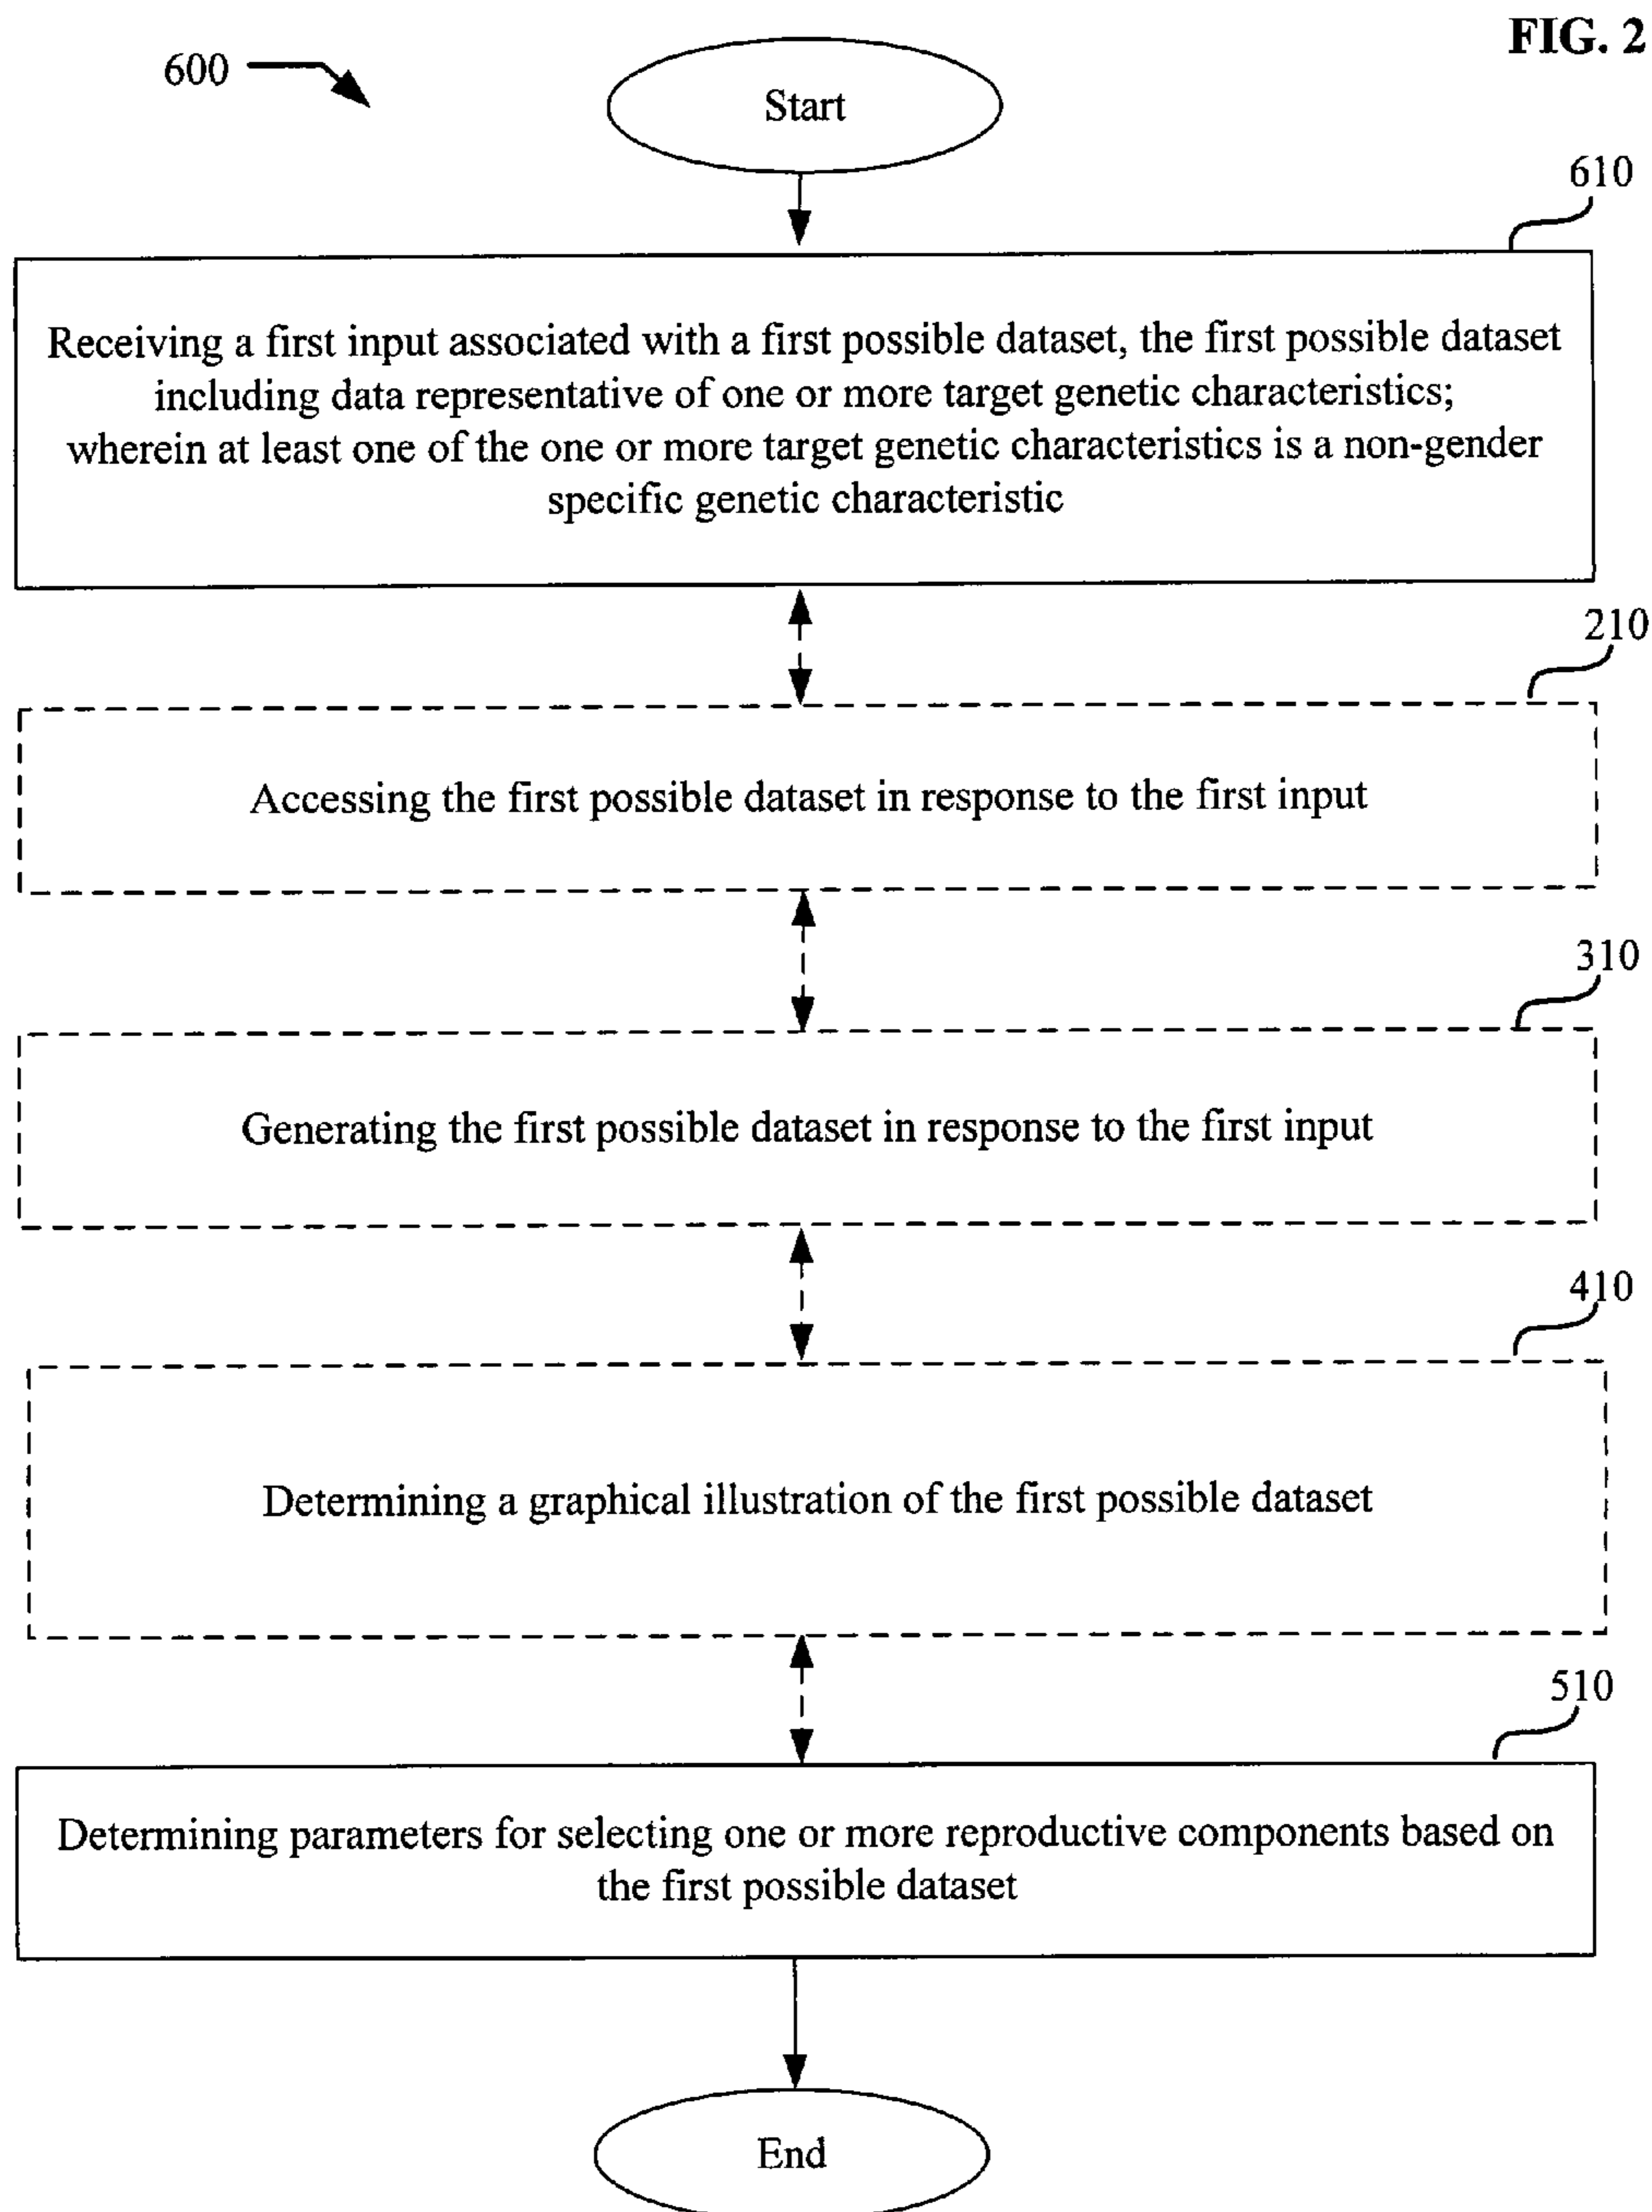 FIG. 2
600
Start
610
Receiving a first input associated with a first possible dataset, the first possible dataset
including data representative of one or more target genetic characteristics;
wherein at least one of the one or more target genetic characteristics is a non-gender
specific genetic characteristic
210
Accessing the first possible dataset in response to the first input
310
Generating the first possible dataset in response to the first input
410
Determining a graphical illustration of the first possible dataset
510
Determining parameters for selecting one or more reproductive components based on
the first possible dataset
End